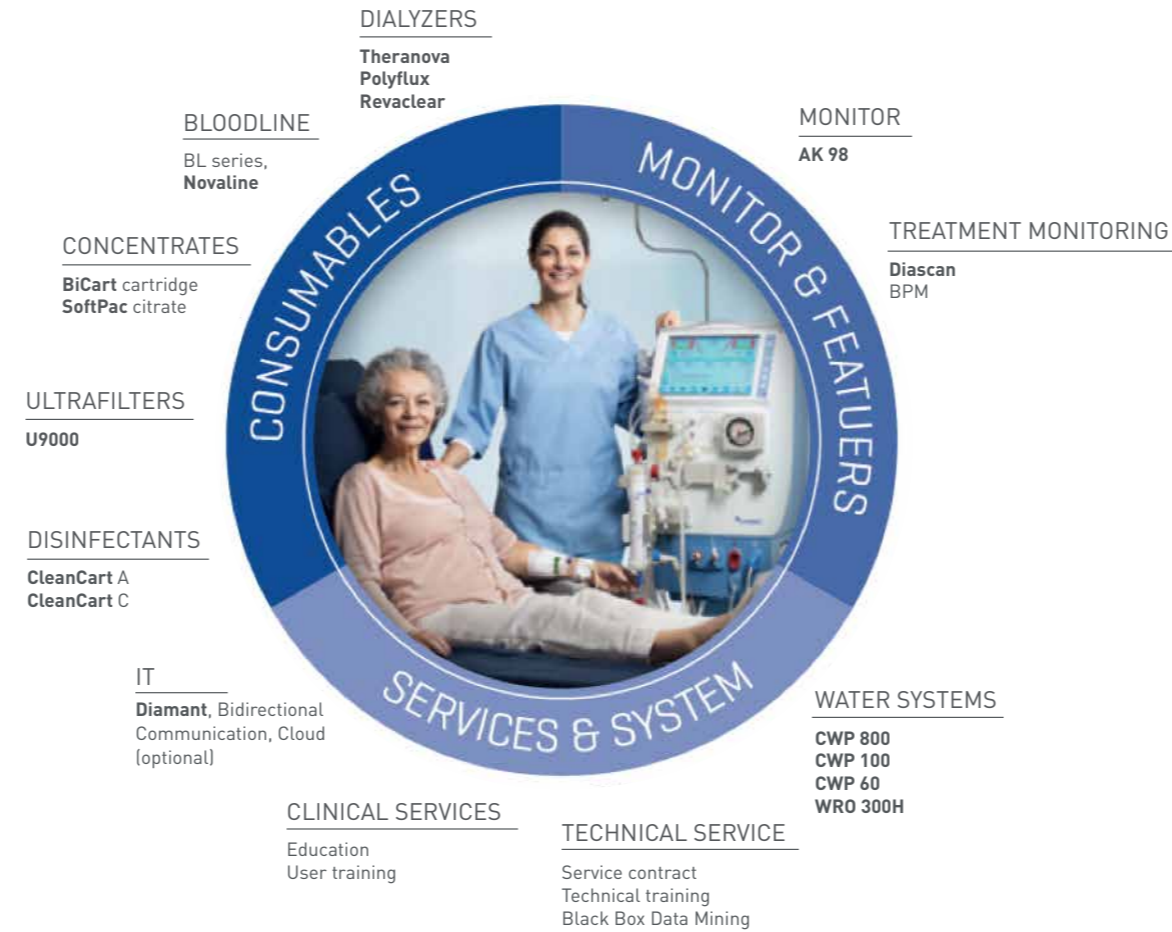 DIALYZERS
Theranova
Polyflux
Revaclear
BLOODLINE
BL series,
Novaline
CONCENTRATES
BiCart cartridge
SoftPac citrate
ULTRAFILTERS
U9000
DISINFECTANTS
CleanCart A
CleanCart C
CONSUMABLES
MONITOR & FEATUERS
MONITOR
AK 98
TREATMENT MONITORING
Diascan
BPM
SERVICES & SYSTEM
IT
Diamant, Bidirectional
Communication, Cloud
(optional)
CLINICAL SERVICES
Education
User training
TECHNICAL SERVICE
Service contract
Technical training
Black Box Data Mining
WATER SYSTEMS
CWP 800
CWP 100
CWP 60
WRO 300H